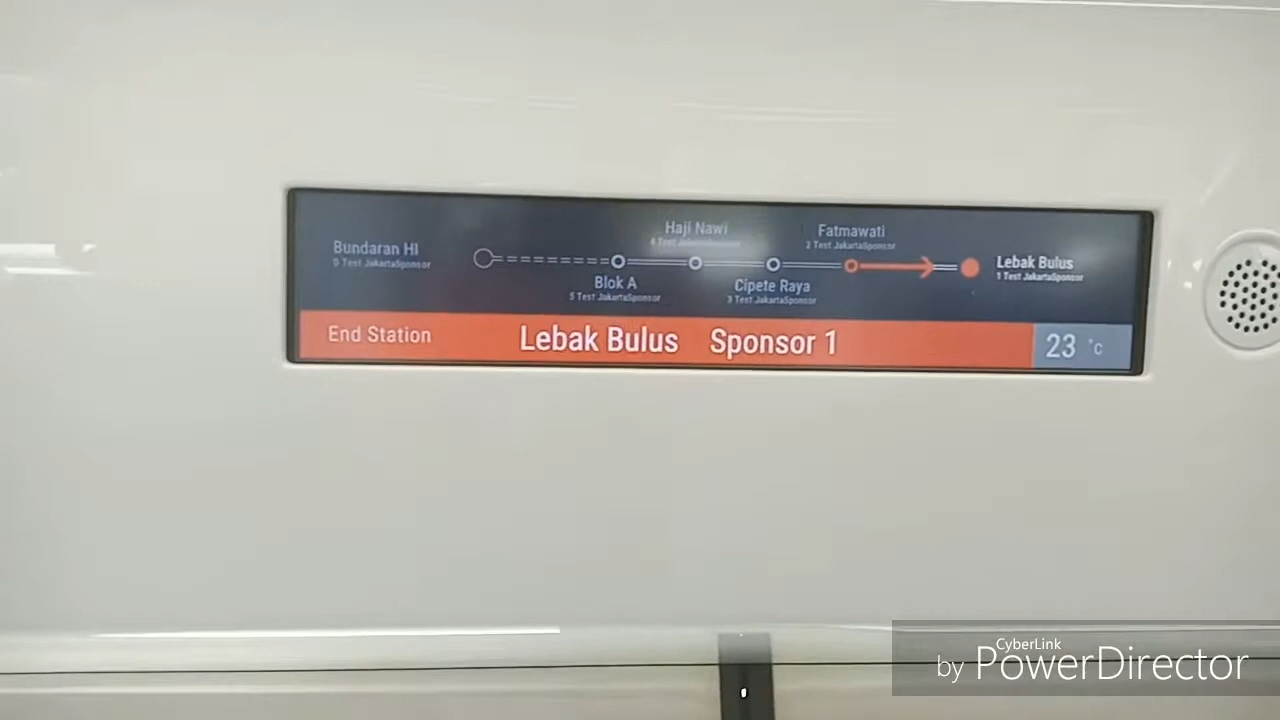 Haji Nawi
Fatmawati
2 Test JakartaSponsor
Bundaran HI
0 Test JakartaSponsor
Lebak Bulus
1 Test JakartaSponsor
Blok A
5 Test JakartaSponsor
Cipete Raya
3 Test JakartaSponsor
End Station
Lebak Bulus Sponsor 1
23 °c
CyberLink
by PowerDirector